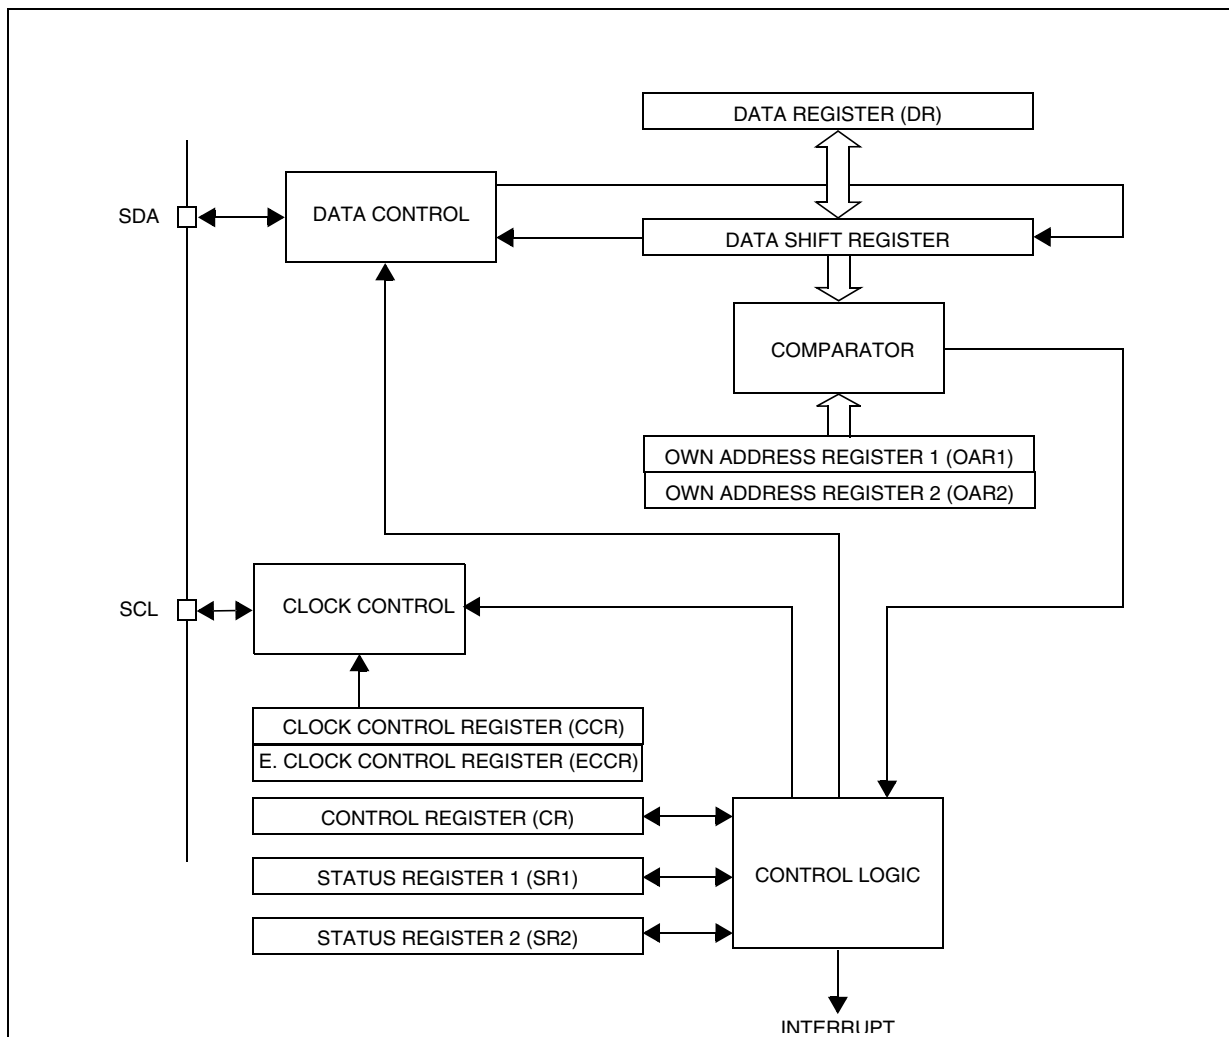 DATA REGISTER (DR)
SDA
DATA CONTROL
DATA SHIFT REGISTER
COMPARATOR
OWN ADDRESS REGISTER 1 (OAR1)
OWN ADDRESS REGISTER 2 (OAR2)
SCL
CLOCK CONTROL
CLOCK CONTROL REGISTER (CCR)
E. CLOCK CONTROL REGISTER (ECCR)
CONTROL REGISTER (CR)
STATUS REGISTER 1 (SR1)
CONTROL LOGIC
STATUS REGISTER 2 (SR2)
INTERRUPT